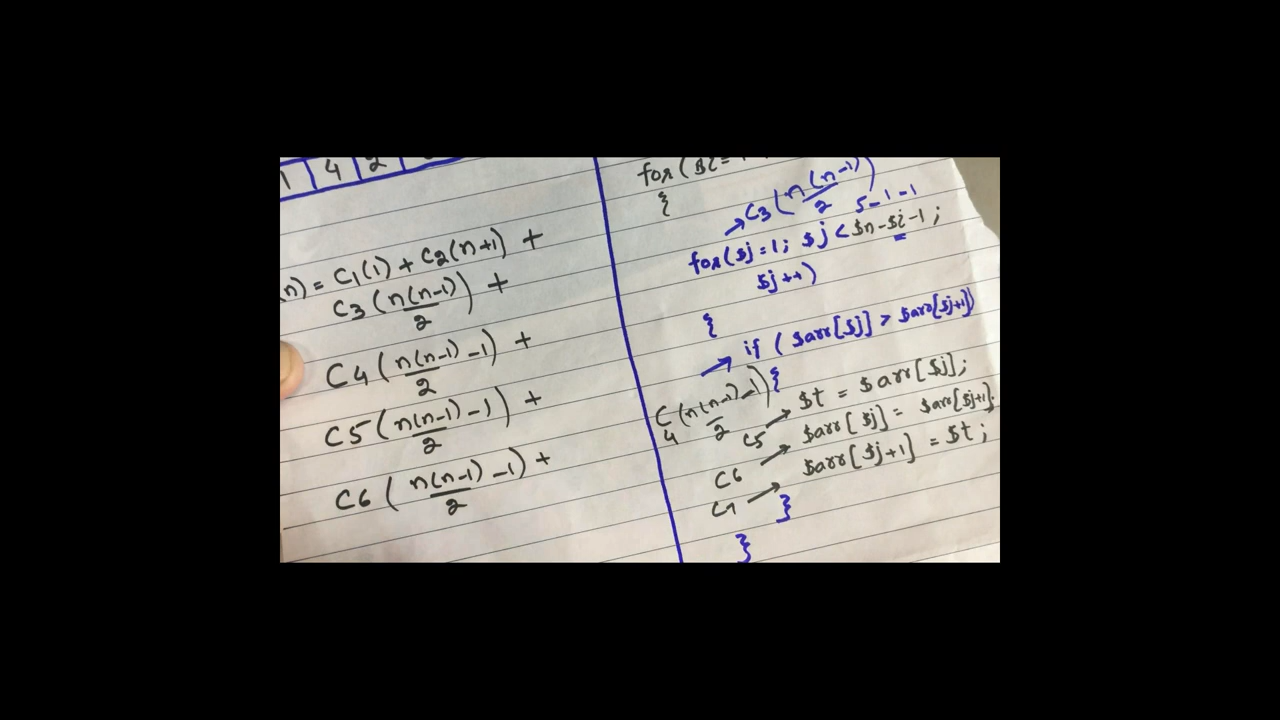 1 4 2
(n) = C1(1) + C2(n+1) +
C3 (n(n-1)/2) +
C4 (n(n-1)/2 -1) +
C5 (n(n-1)/2 -1) +
C6 (n(n-1)/2 -1) +
for ( $i =
{
→ C3 (n(n-1)/2)
5-1-1
for ($j=1; $j < $n-$i-1 ;
$j++)
{
→ if ( $arr[$j] > $arr[$j+1])
C4 (n(n-1)/2 -1) {
C5 → $t = $arr[$j];
C6 → $arr[$j] = $arr[$j+1];
C7 → $arr[$j+1] = $t ;
}
}